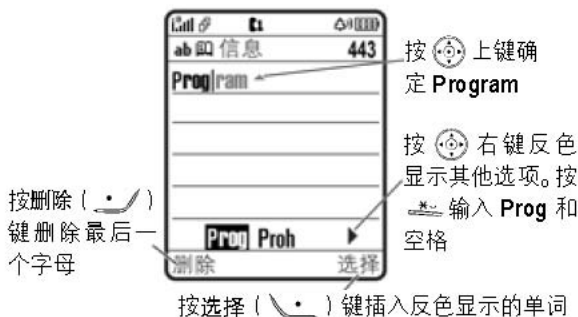 ab 信息 443
Program
Prog Proh
删除 选择
按 上键确
定 Program
按 右键反色
显示其他选项。按
输入 Prog 和
空格
按删除（ ）
键删除最后一
个字母
按选择（ ）键插入反色显示的单词